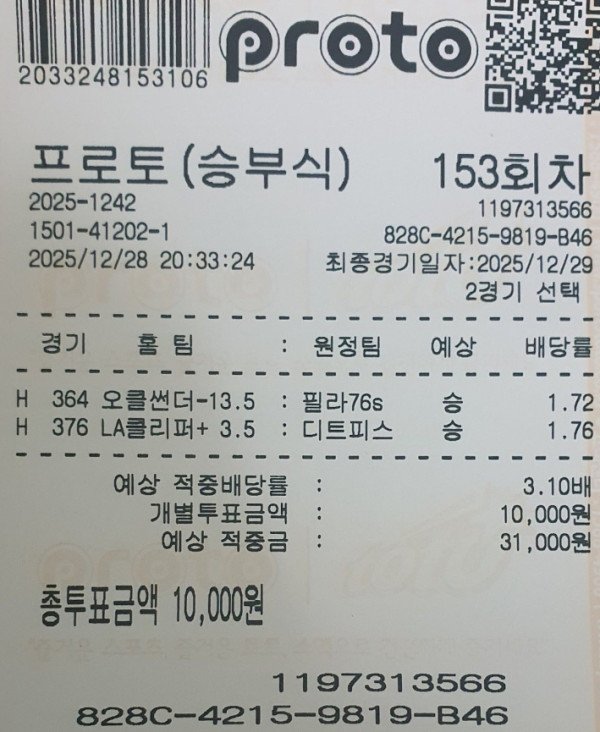 2033248153106
proto
프로토(승부식) 153회차
2025-1242 1197313566
1501-41202-1 828C-4215-9819-B46
2025/12/28 20:33:24 최종경기일자:2025/12/29
2경기 선택
경기 홈 팀 : 원정팀 예상 배당률
H 364 오클썬더-13.5 : 필라76s 승 1.72
H 376 LA클리퍼+ 3.5 : 디트피스 승 1.76
예상 적중배당률 : 3.10배
개별투표금액 : 10,000원
예상 적중금 : 31,000원
총투표금액 10,000원
1197313566
828C-4215-9819-B46